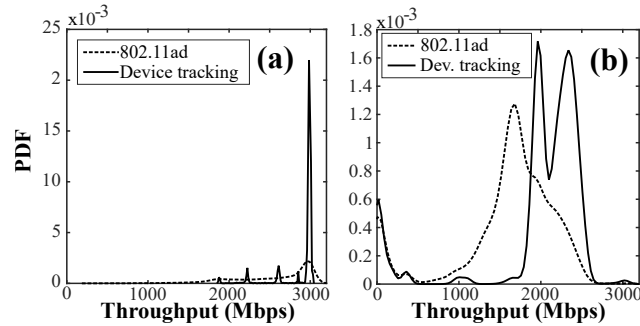 x10⁻³
25
20
15
10
5
0
PDF
802.11ad
Device tracking
(a)
0 1000 2000 3000
Throughput (Mbps)
x10⁻³
1.8
1.6
1.4
1.2
1
0.8
0.6
0.4
0.2
0
802.11ad
Dev. tracking
(b)
0 1000 2000 3000
Throughput (Mbps)